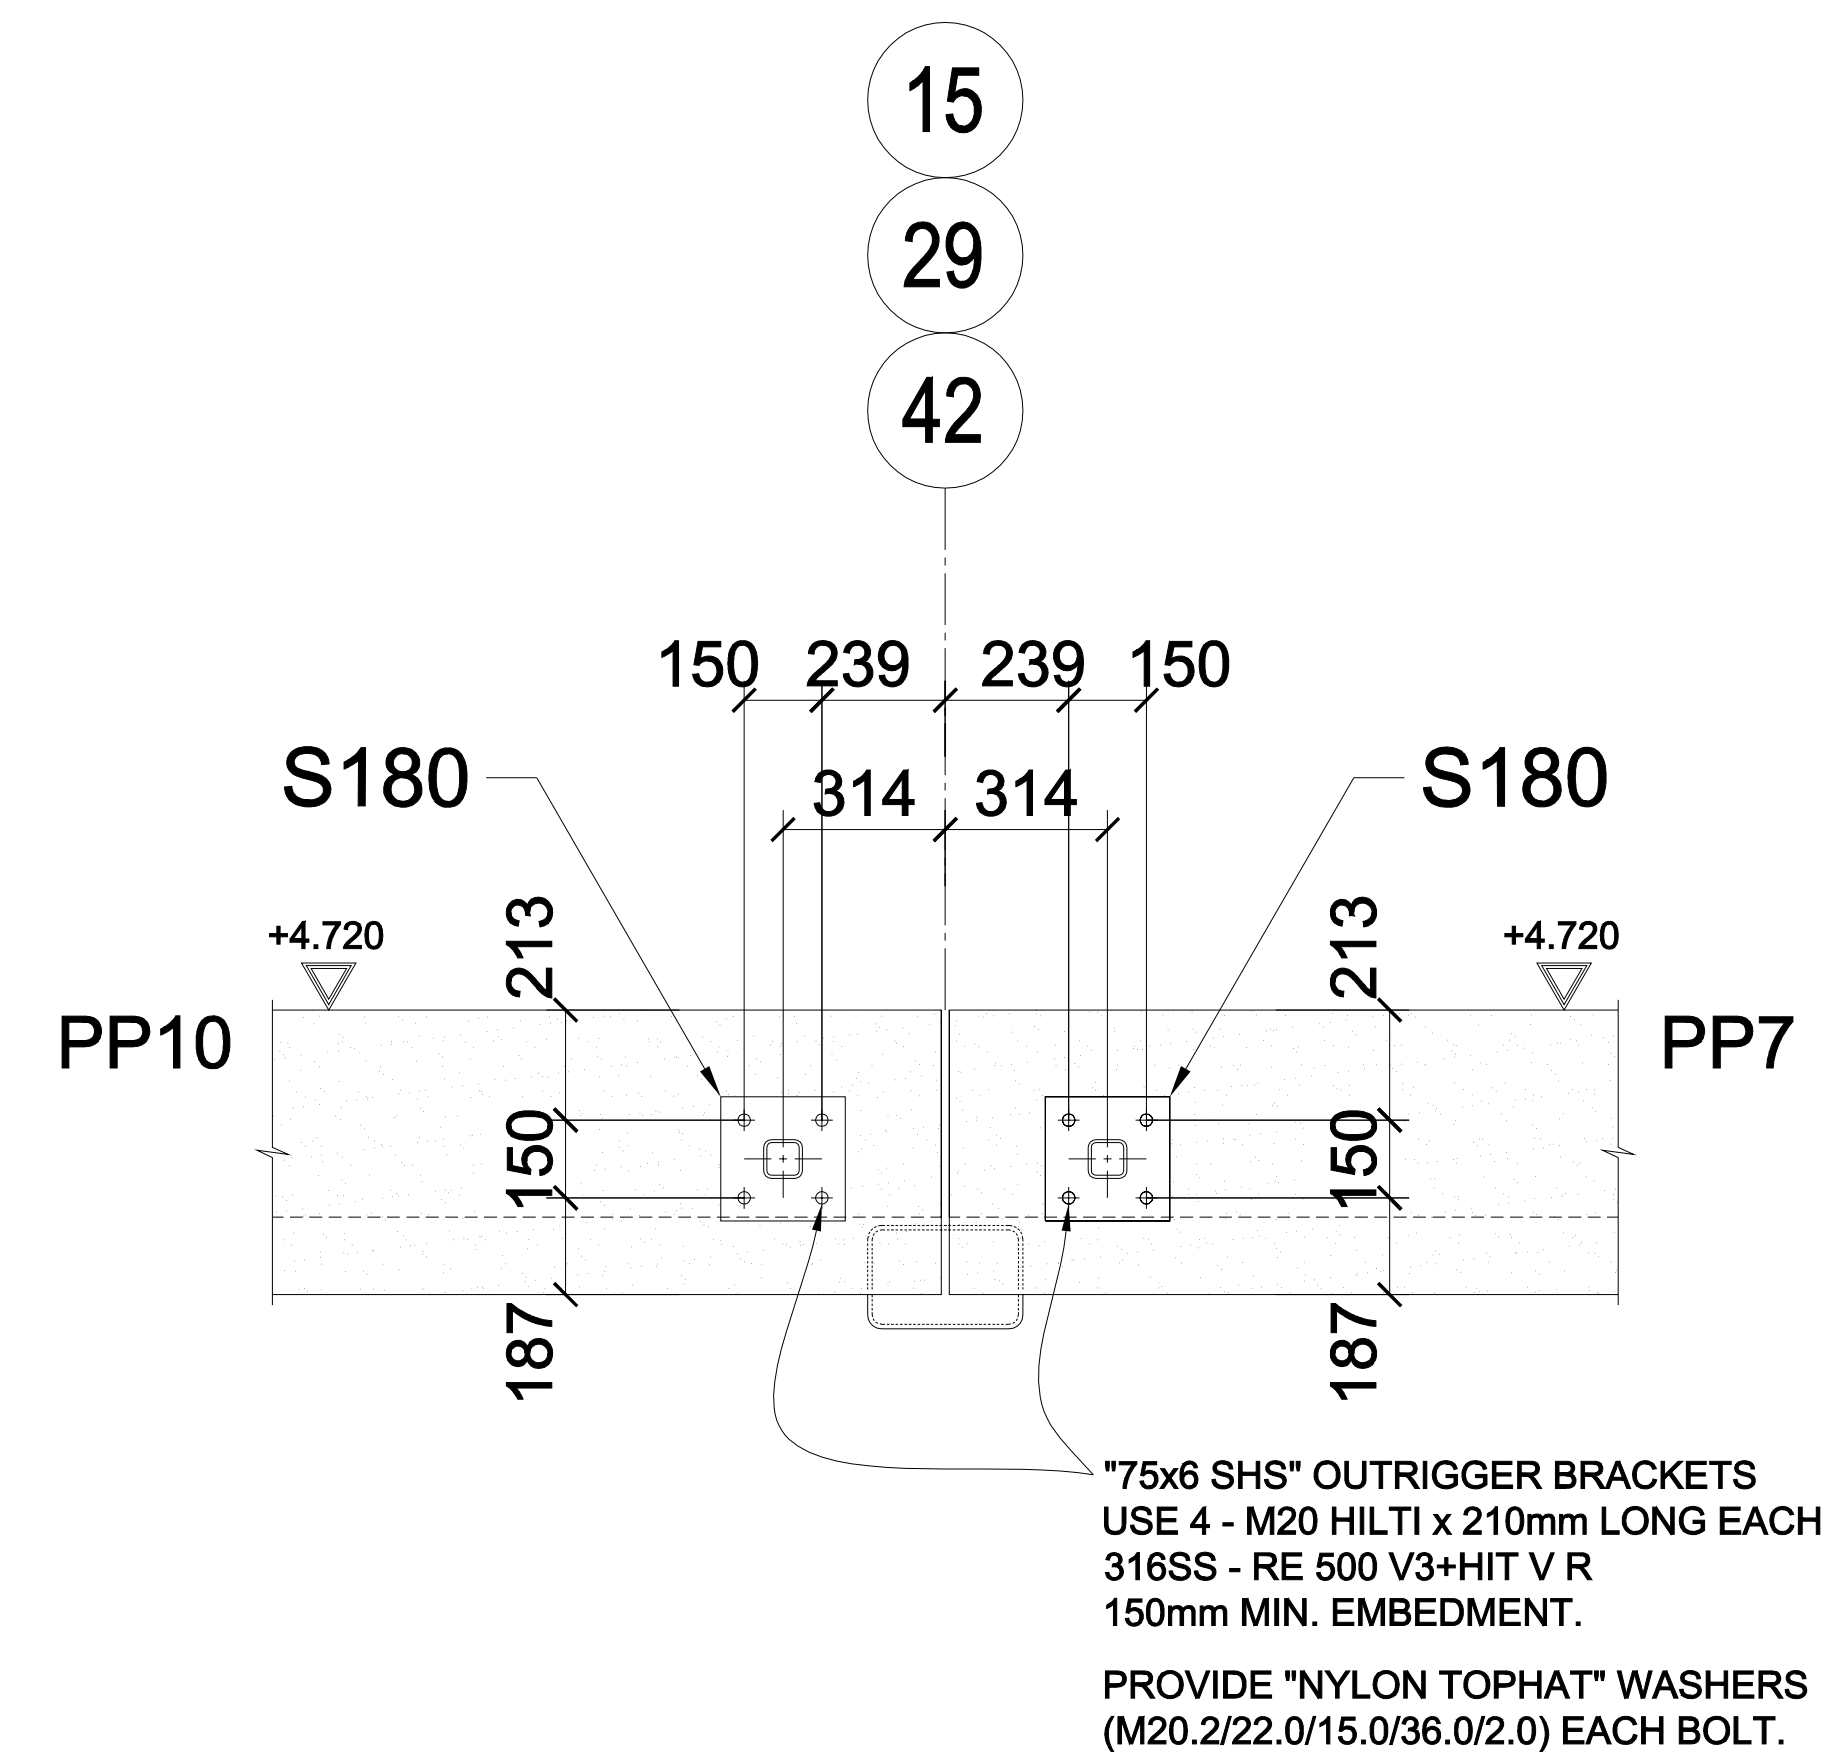 15
29
42
150 239 239 150
S180 314 314 S180
+4.720 213 213 +4.720
PP10 PP7
150 150
187 187
"75x6 SHS" OUTRIGGER BRACKETS
USE 4 - M20 HILTI x 210mm LONG EACH
316SS - RE 500 V3+HIT V R
150mm MIN. EMBEDMENT.
PROVIDE "NYLON TOPHAT" WASHERS
(M20.2/22.0/15.0/36.0/2.0) EACH BOLT.